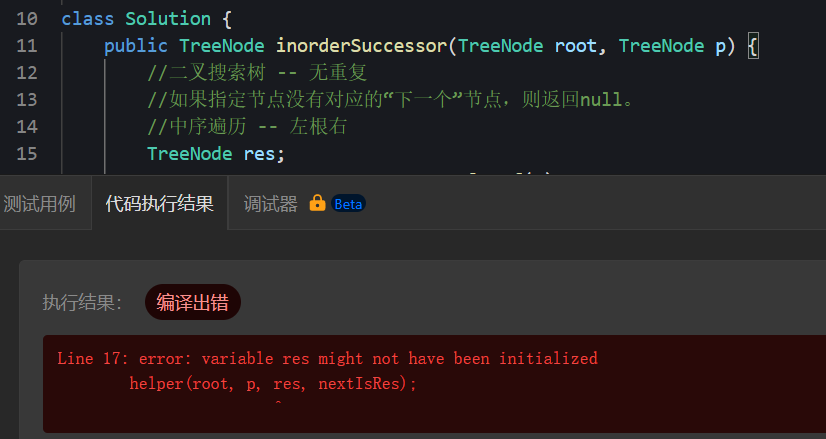 10 class Solution {
11 public TreeNode inorderSuccessor(TreeNode root, TreeNode p) {
12 //二叉搜索树 -- 无重复
13 //如果指定节点没有对应的“下一个”节点，则返回null。
14 //中序遍历 -- 左根右
15 TreeNode res;
测试用例 代码执行结果 调试器 Beta
执行结果： 编译出错
Line 17: error: variable res might not have been initialized
helper(root, p, res, nextIsRes);
^